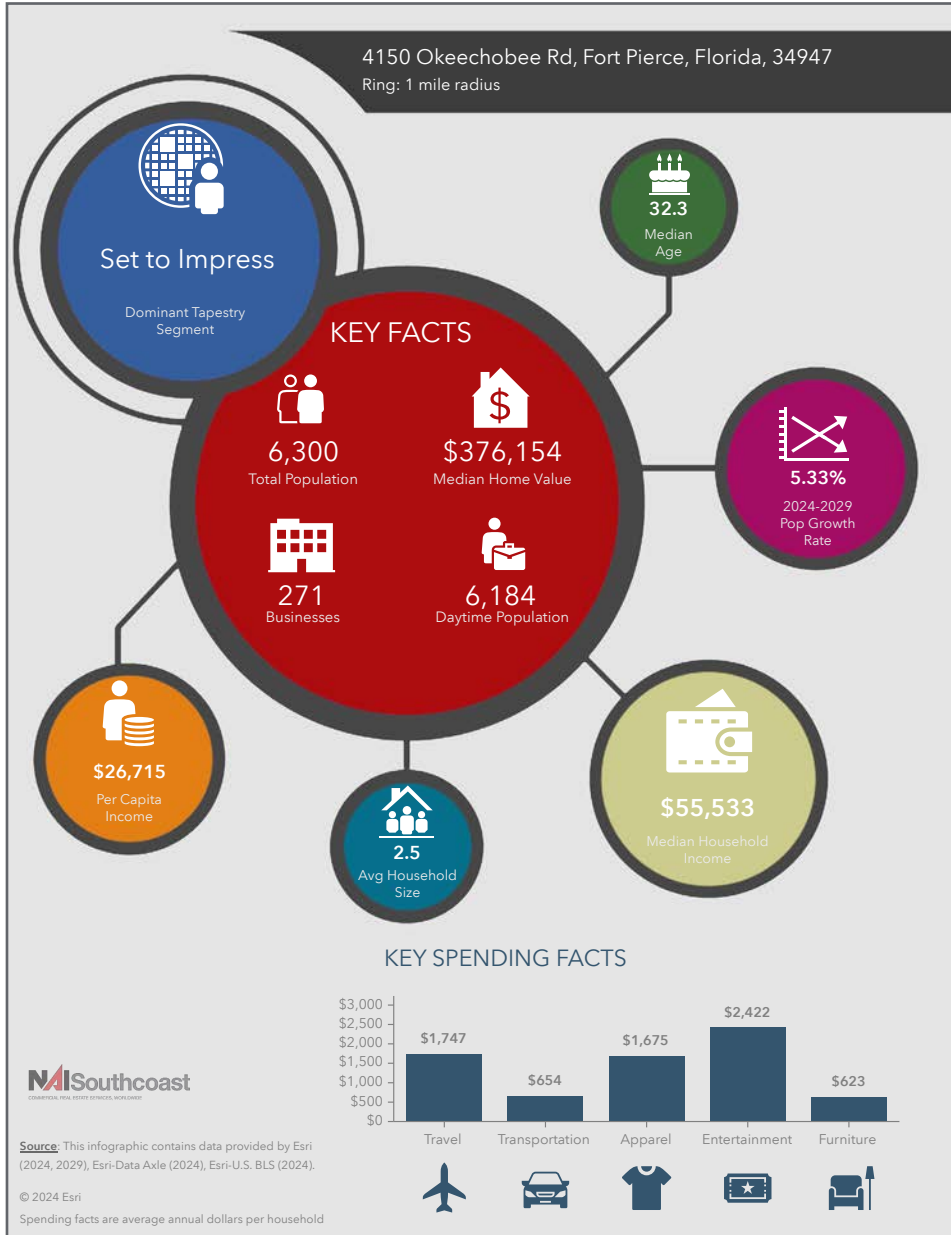 4150 Okeechobee Rd, Fort Pierce, Florida, 34947
Ring: 1 mile radius
Set to Impress
Dominant Tapestry
Segment
32.3
Median
Age
KEY FACTS
6,300
Total Population
$
$376,154
Median Home Value
271
Businesses
6,184
Daytime Population
5.33%
2024-2029
Pop Growth
Rate
$26,715
Per Capita
Income
2.5
Avg Household
Size
$55,533
Median Household
Income
KEY SPENDING FACTS
$3,000
$2,500
$2,000
$1,500
$1,000
$500
$0
$1,747
$654
$1,675
$2,422
$623
Travel
Transportation
Apparel
Entertainment
Furniture
NAISouthcoast
COMMERCIAL REAL ESTATE SERVICES, WORLDWIDE
Source: This infographic contains data provided by Esri
(2024, 2029), Esri-Data Axle (2024), Esri-U.S. BLS (2024).
© 2024 Esri
Spending facts are average annual dollars per household